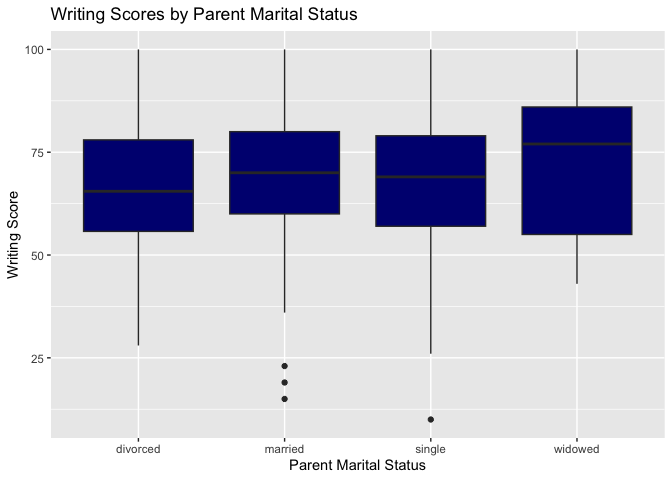 Writing Scores by Parent Marital Status
100
75
50
25
Writing Score
divorced married single widowed
Parent Marital Status